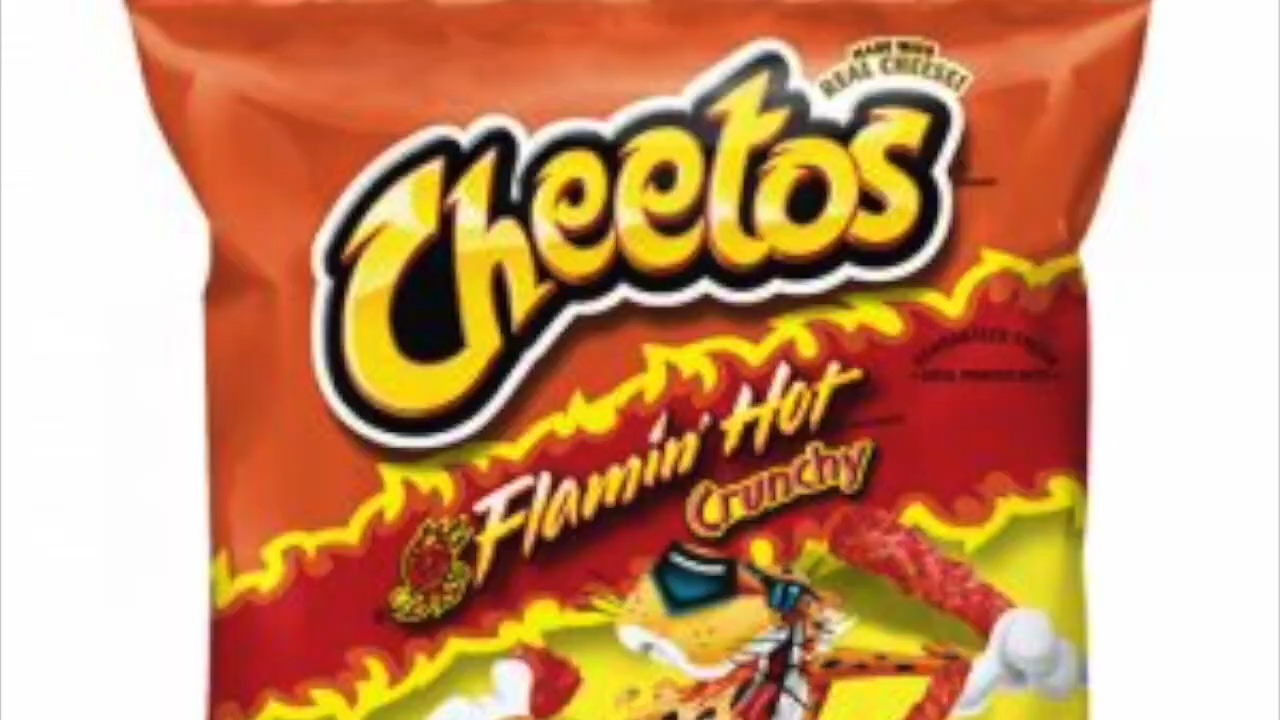 MADE WITH
REAL CHEESE!
Cheetos
Flamin' Hot
Crunchy